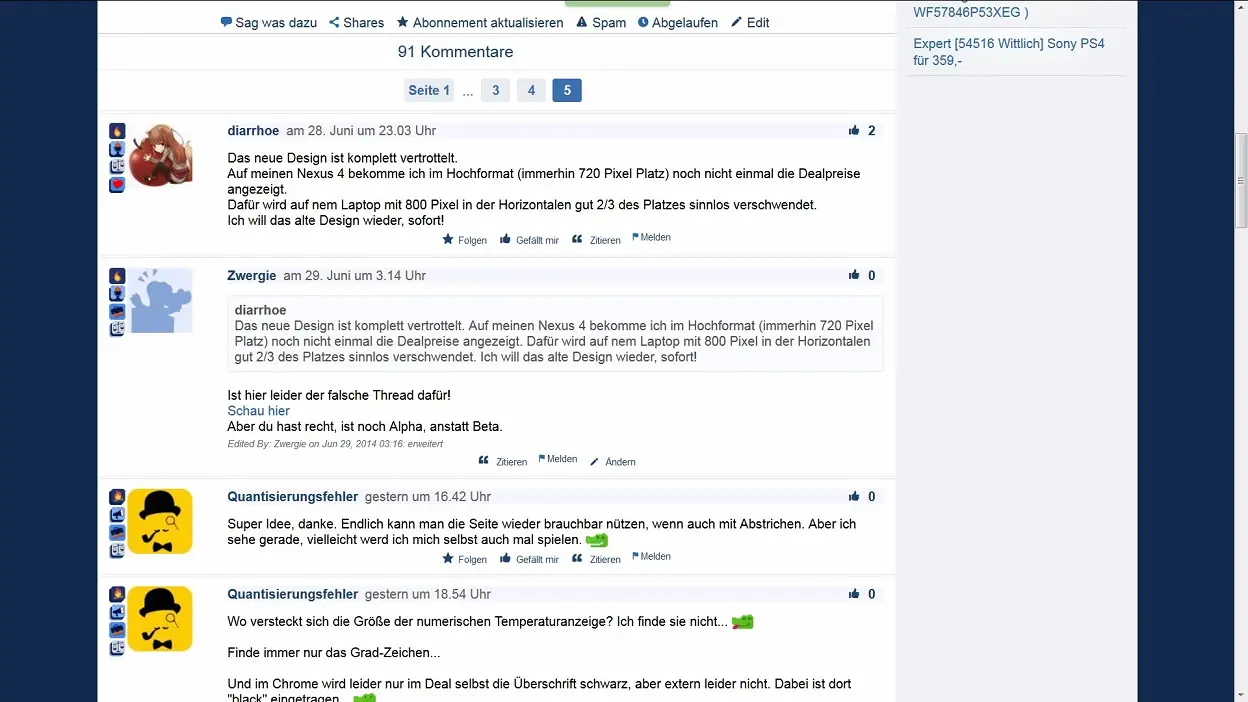 Sag was dazu Shares Abonnement aktualisieren Spam Abgelaufen Edit
91 Kommentare
Seite 1 ... 3 4 5
diarrhoe am 28. Juni um 23.03 Uhr 2
Das neue Design ist komplett vertrottelt.
Auf meinen Nexus 4 bekomme ich im Hochformat (immerhin 720 Pixel Platz) noch nicht einmal die Dealpreise
angezeigt.
Dafür wird auf nem Laptop mit 800 Pixel in der Horizontalen gut 2/3 des Platzes sinnlos verschwendet.
Ich will das alte Design wieder, sofort!
Folgen Gefällt mir Zitieren Melden
Zwergie am 29. Juni um 3.14 Uhr 0
diarrhoe
Das neue Design ist komplett vertrottelt. Auf meinen Nexus 4 bekomme ich im Hochformat (immerhin 720 Pixel
Platz) noch nicht einmal die Dealpreise angezeigt. Dafür wird auf nem Laptop mit 800 Pixel in der Horizontalen
gut 2/3 des Platzes sinnlos verschwendet. Ich will das alte Design wieder, sofort!
Ist hier leider der falsche Thread dafür!
Schau hier
Aber du hast recht, ist noch Alpha, anstatt Beta.
Edited By: Zwergie on Jun 29, 2014 03:16: erweitert
Zitieren Melden Ändern
Quantisierungsfehler gestern um 16.42 Uhr 0
Super Idee, danke. Endlich kann man die Seite wieder brauchbar nützen, wenn auch mit Abstrichen. Aber ich
sehe gerade, vielleicht werd ich mich selbst auch mal spielen.
Folgen Gefällt mir Zitieren Melden
Quantisierungsfehler gestern um 18.54 Uhr 0
Wo versteckt sich die Größe der numerischen Temperaturanzeige? Ich finde sie nicht...
Finde immer nur das Grad-Zeichen...
Und im Chrome wird leider nur im Deal selbst die Überschrift schwarz, aber extern leider nicht. Dabei ist dort
"black" eingetragen...
WF57846P53XEG )
Expert [54516 Wittlich] Sony PS4
für 359,-